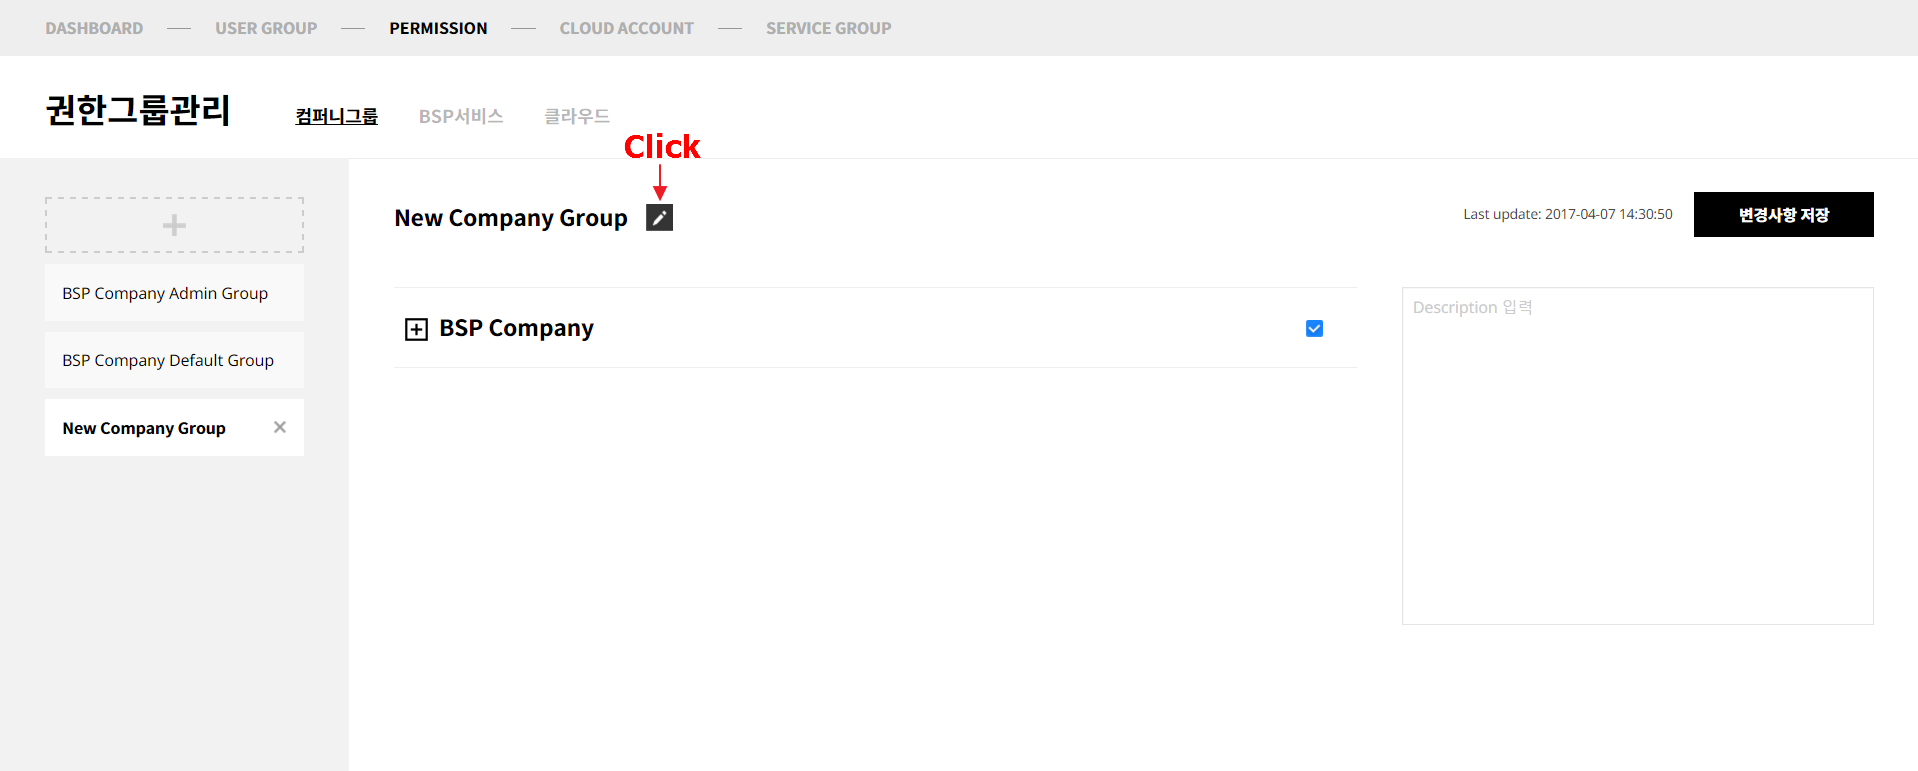 DASHBOARD — USER GROUP — PERMISSION — CLOUD ACCOUNT — SERVICE GROUP
권한그룹관리 컴퍼니그룹 BSP서비스 클라우드
Click
New Company Group Last update: 2017-04-07 14:30:50 변경사항 저장
BSP Company Admin Group
BSP Company Default Group
New Company Group
BSP Company
Description 입력